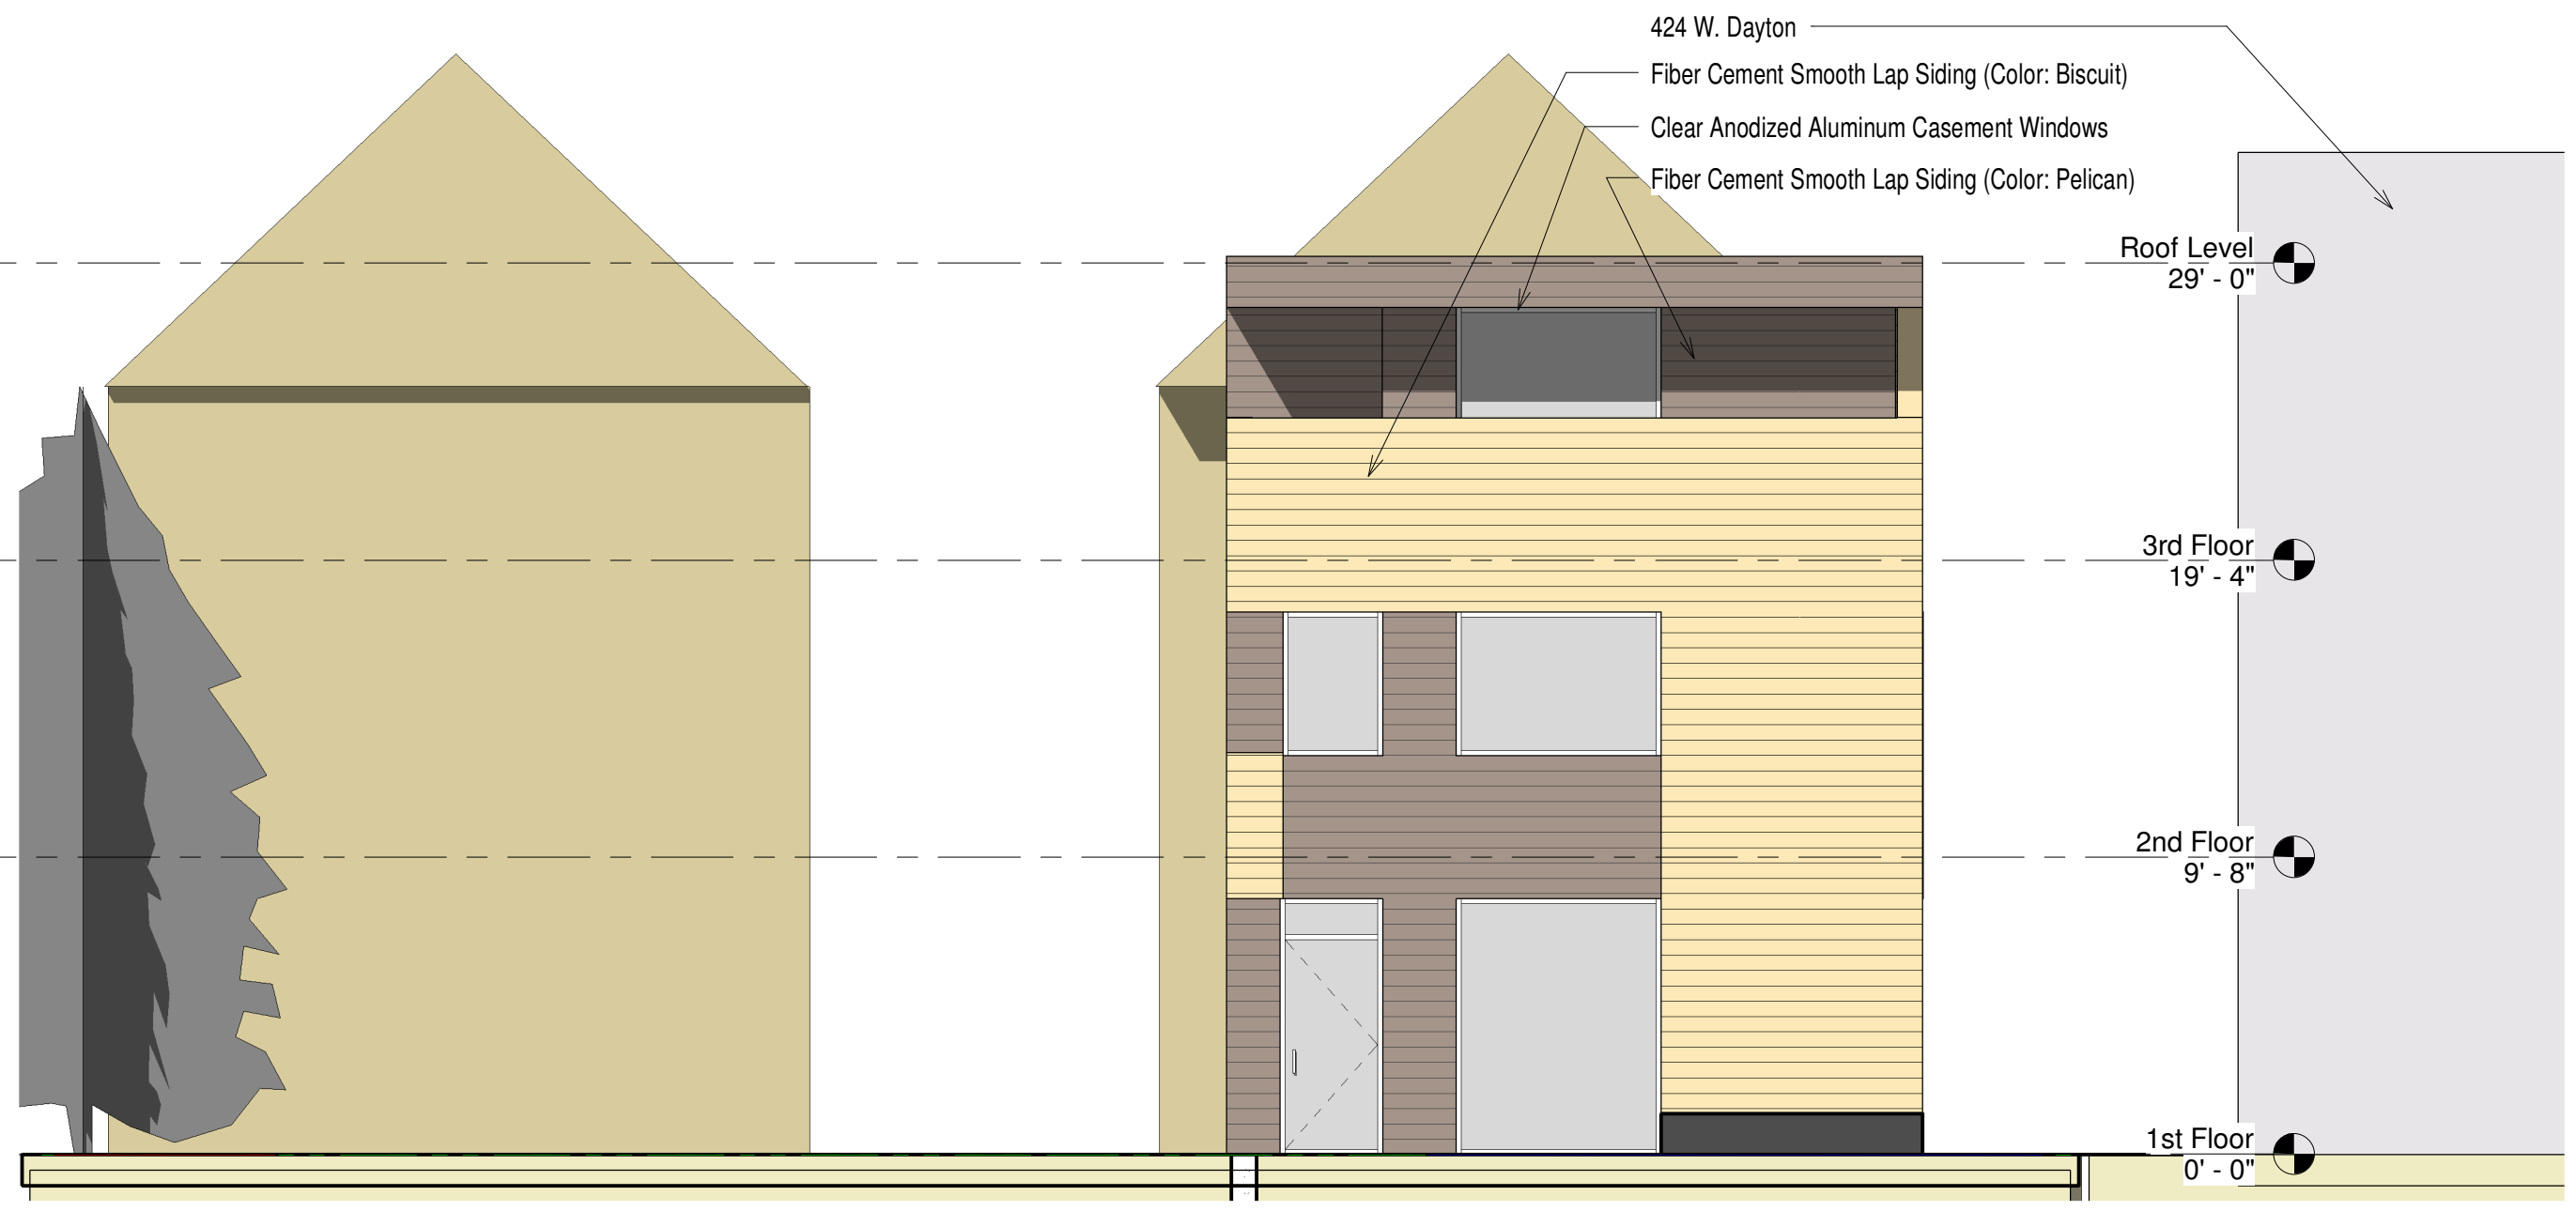 424 W. Dayton
Fiber Cement Smooth Lap Siding (Color: Biscuit)
Clear Anodized Aluminum Casement Windows
Fiber Cement Smooth Lap Siding (Color: Pelican)
Roof Level
29' - 0"
3rd Floor
19' - 4"
2nd Floor
9' - 8"
1st Floor
0' - 0"